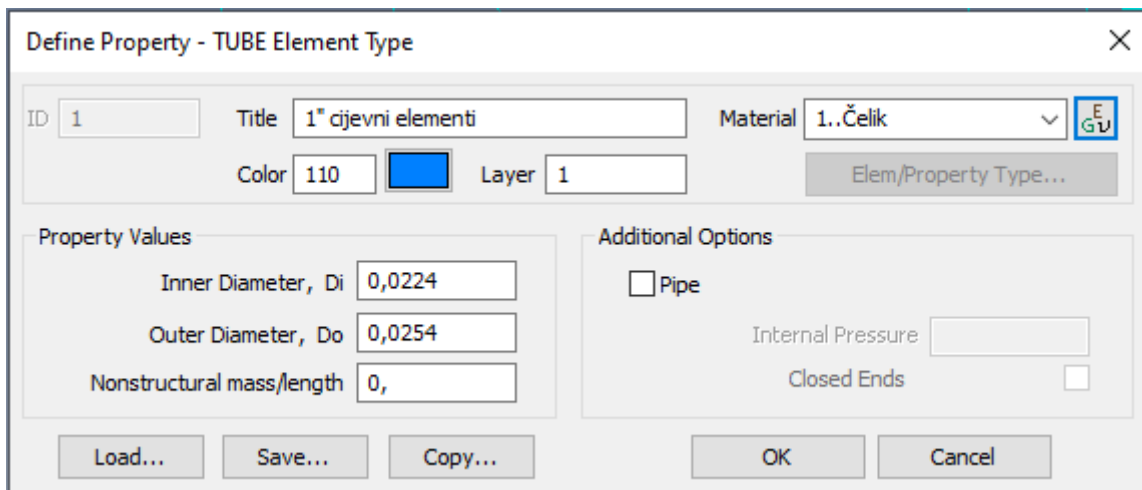 Define Property - TUBE Element Type
ID 1 Title 1" cijevni elementi Material 1..Čelik E G ν
Color 110 Layer 1 Elem/Property Type...
Property Values Additional Options
Inner Diameter, Di 0,0224 Pipe
Outer Diameter, Do 0,0254 Internal Pressure
Nonstructural mass/length 0, Closed Ends
Load... Save... Copy... OK Cancel